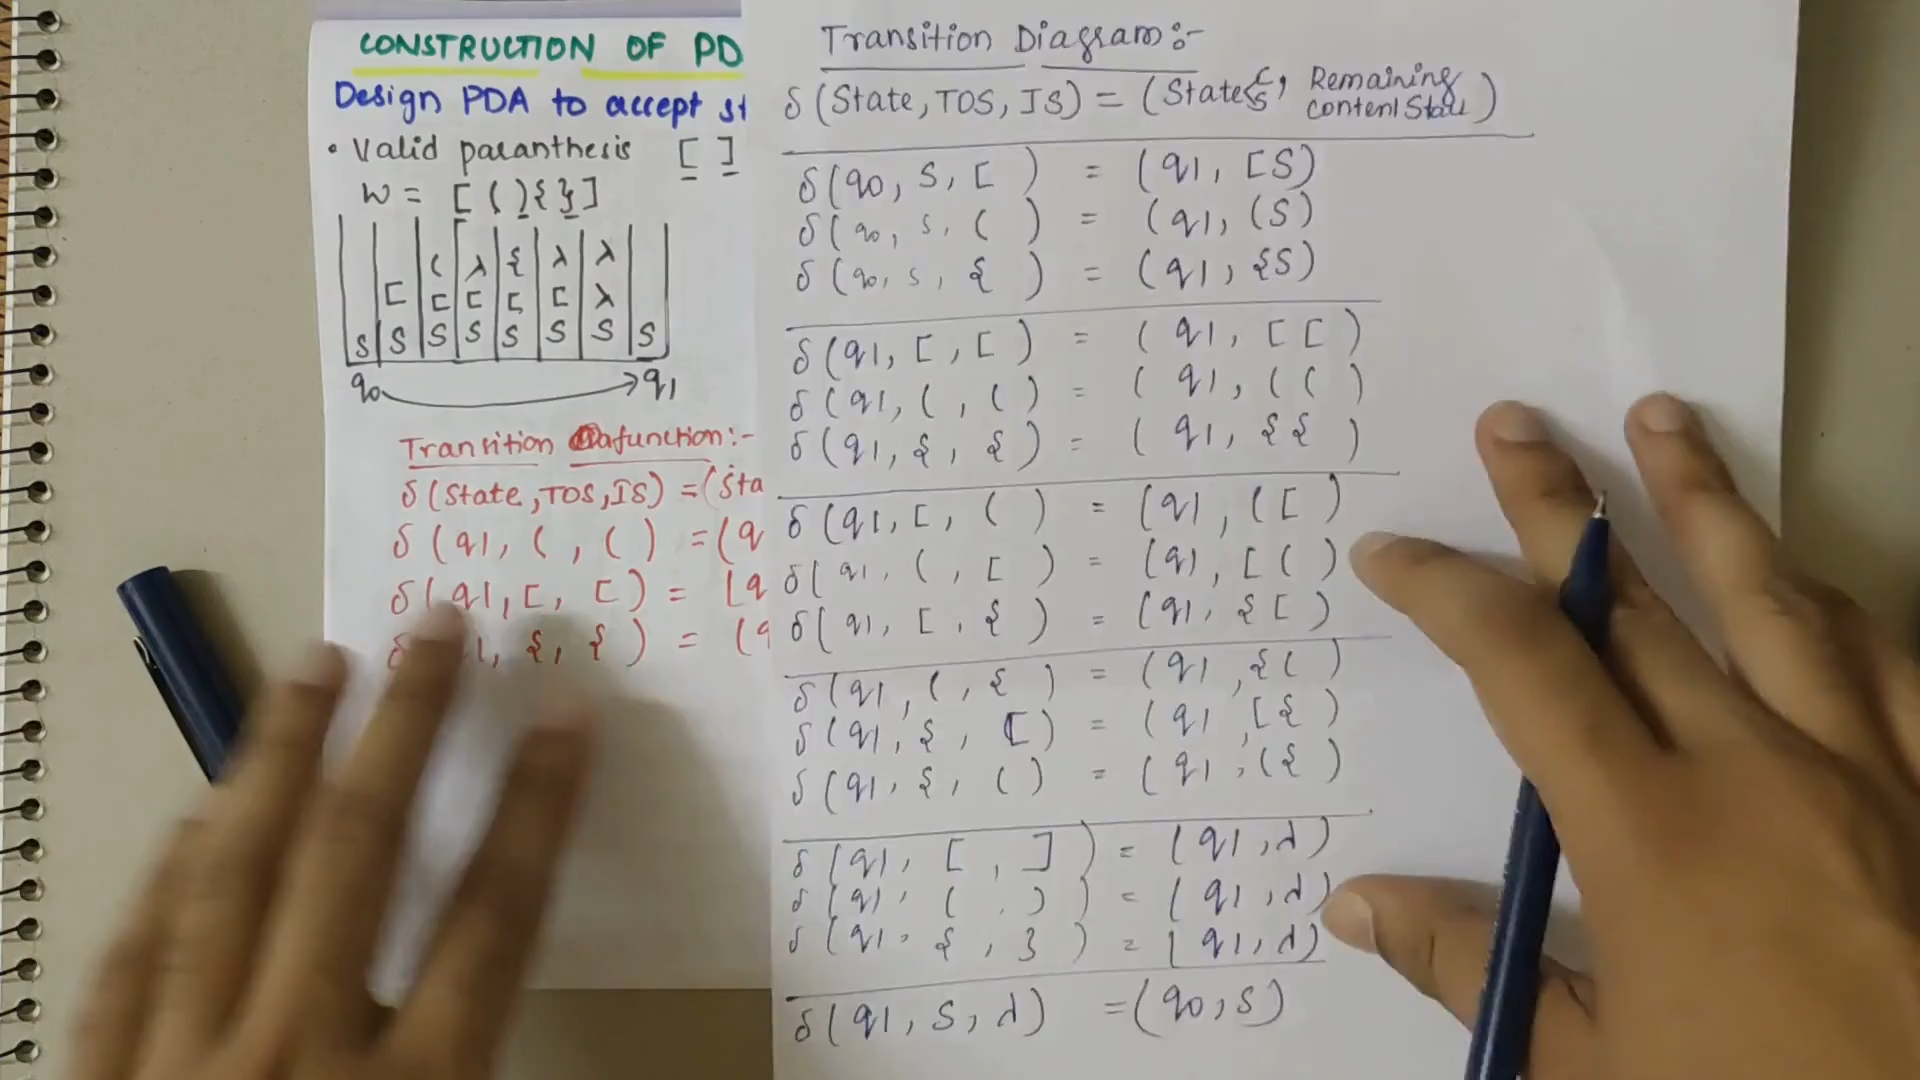 CONSTRUCTION OF PD
Design PDA to accept st
• Valid paranthesis [ ]
W = [ ( ) { } ]
( λ { λ λ
[ [ [ [ [ λ
S S S S S S S S
q0 q1
Transition function:-
δ (State, TOS, IS) = (Sta
δ ( q1, ( , ( ) = (q
δ ( q1, [, [ ) = [q
{, { ) = (q
Transition Diagram:-
δ (State, TOS, IS) = (State, Remaining
content
δ(q0, S, [ ) = (q1, [S)
δ(q0, S, ( ) = (q1, (S)
δ(q0, S, { ) = (q1, {S)
δ(q1, [, [ ) = (q1, [ [ )
δ(q1, (, ( ) = (q1, ( ( )
δ(q1, {, { ) = (q1, { { )
δ(q1, [, ( ) = (q1, ( [ )
δ(q1, (, [ ) = (q1, [ ( )
δ(q1, [, { ) = (q1, { [ )
δ(q1, (, { ) = (q1, { ( )
δ(q1, {, [ ) = (q1, [ { )
δ(q1, {, ( ) = (q1, ( { )
δ(q1, [, ] ) = (q1, λ)
δ(q1, (, ) ) = (q1, λ)
δ(q1, {, } ) = (q1, λ)
δ(q1, S, λ) = (q0, S)